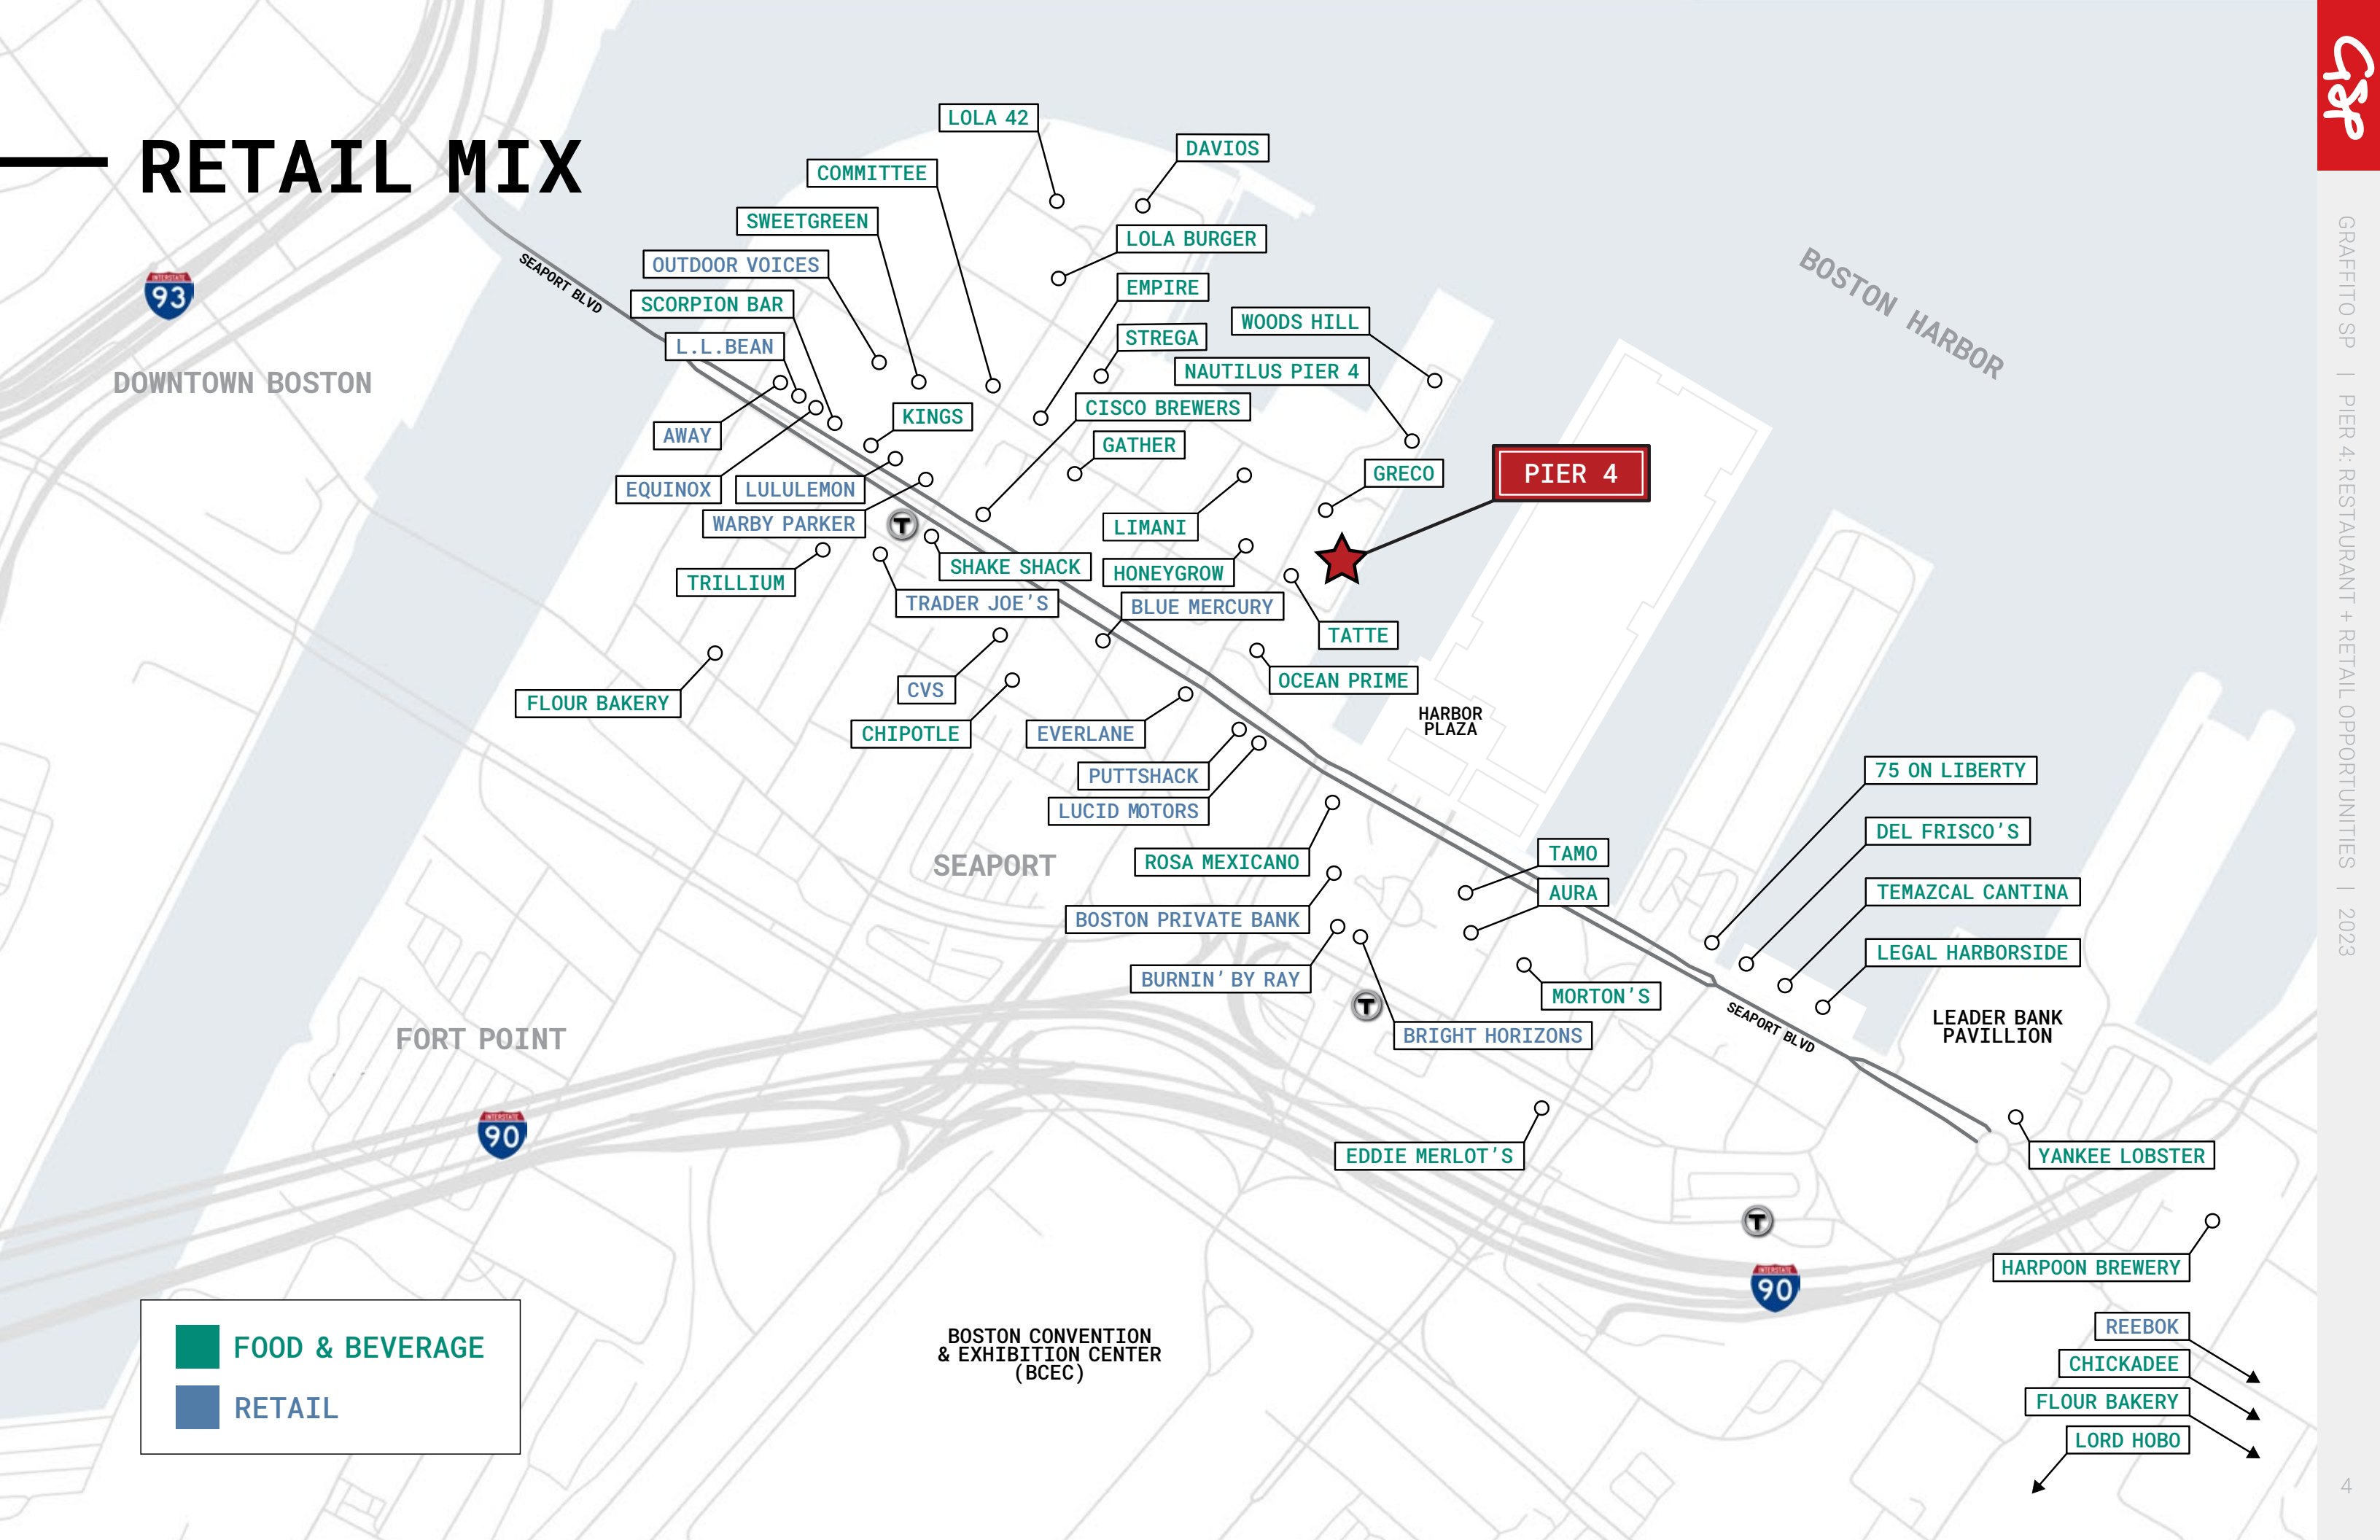 RETAIL MIX
LOLA 42
DAVIOS
COMMITTEE
SWEETGREEN
LOLA BURGER
OUTDOOR VOICES
EMPIRE
SCORPION BAR
WOODS HILL
STREGA
L.L.BEAN
NAUTILUS PIER 4
CISCO BREWERS
KINGS
AWAY
GATHER
GRECO
PIER 4
EQUINOX
LULULEMON
WARBY PARKER
LIMANI
SHAKE SHACK
HONEYGROW
TRILLIUM
TRADER JOE'S
BLUE MERCURY
TATTE
OCEAN PRIME
CVS
FLOUR BAKERY
CHIPOTLE
EVERLANE
HARBOR
PLAZA
PUTTSHACK
LUCID MOTORS
75 ON LIBERTY
DEL FRISCO'S
TAMO
ROSA MEXICANO
AURA
TEMAZCAL CANTINA
BOSTON PRIVATE BANK
LEGAL HARBORSIDE
BURNIN' BY RAY
MORTON'S
BRIGHT HORIZONS
LEADER BANK
PAVILLION
EDDIE MERLOT'S
YANKEE LOBSTER
HARPOON BREWERY
REEBOK
CHICKADEE
FLOUR BAKERY
LORD HOBO
BOSTON CONVENTION
& EXHIBITION CENTER
(BCEC)
SEAPORT BLVD
SEAPORT BLVD
BOSTON HARBOR
DOWNTOWN BOSTON
SEAPORT
FORT POINT
INTERSTATE
93
INTERSTATE
90
INTERSTATE
90
T
T
T
FOOD & BEVERAGE
RETAIL
GSP
GRAFFITO SP | PIER 4: RESTAURANT + RETAIL OPPORTUNITIES | 2023
4